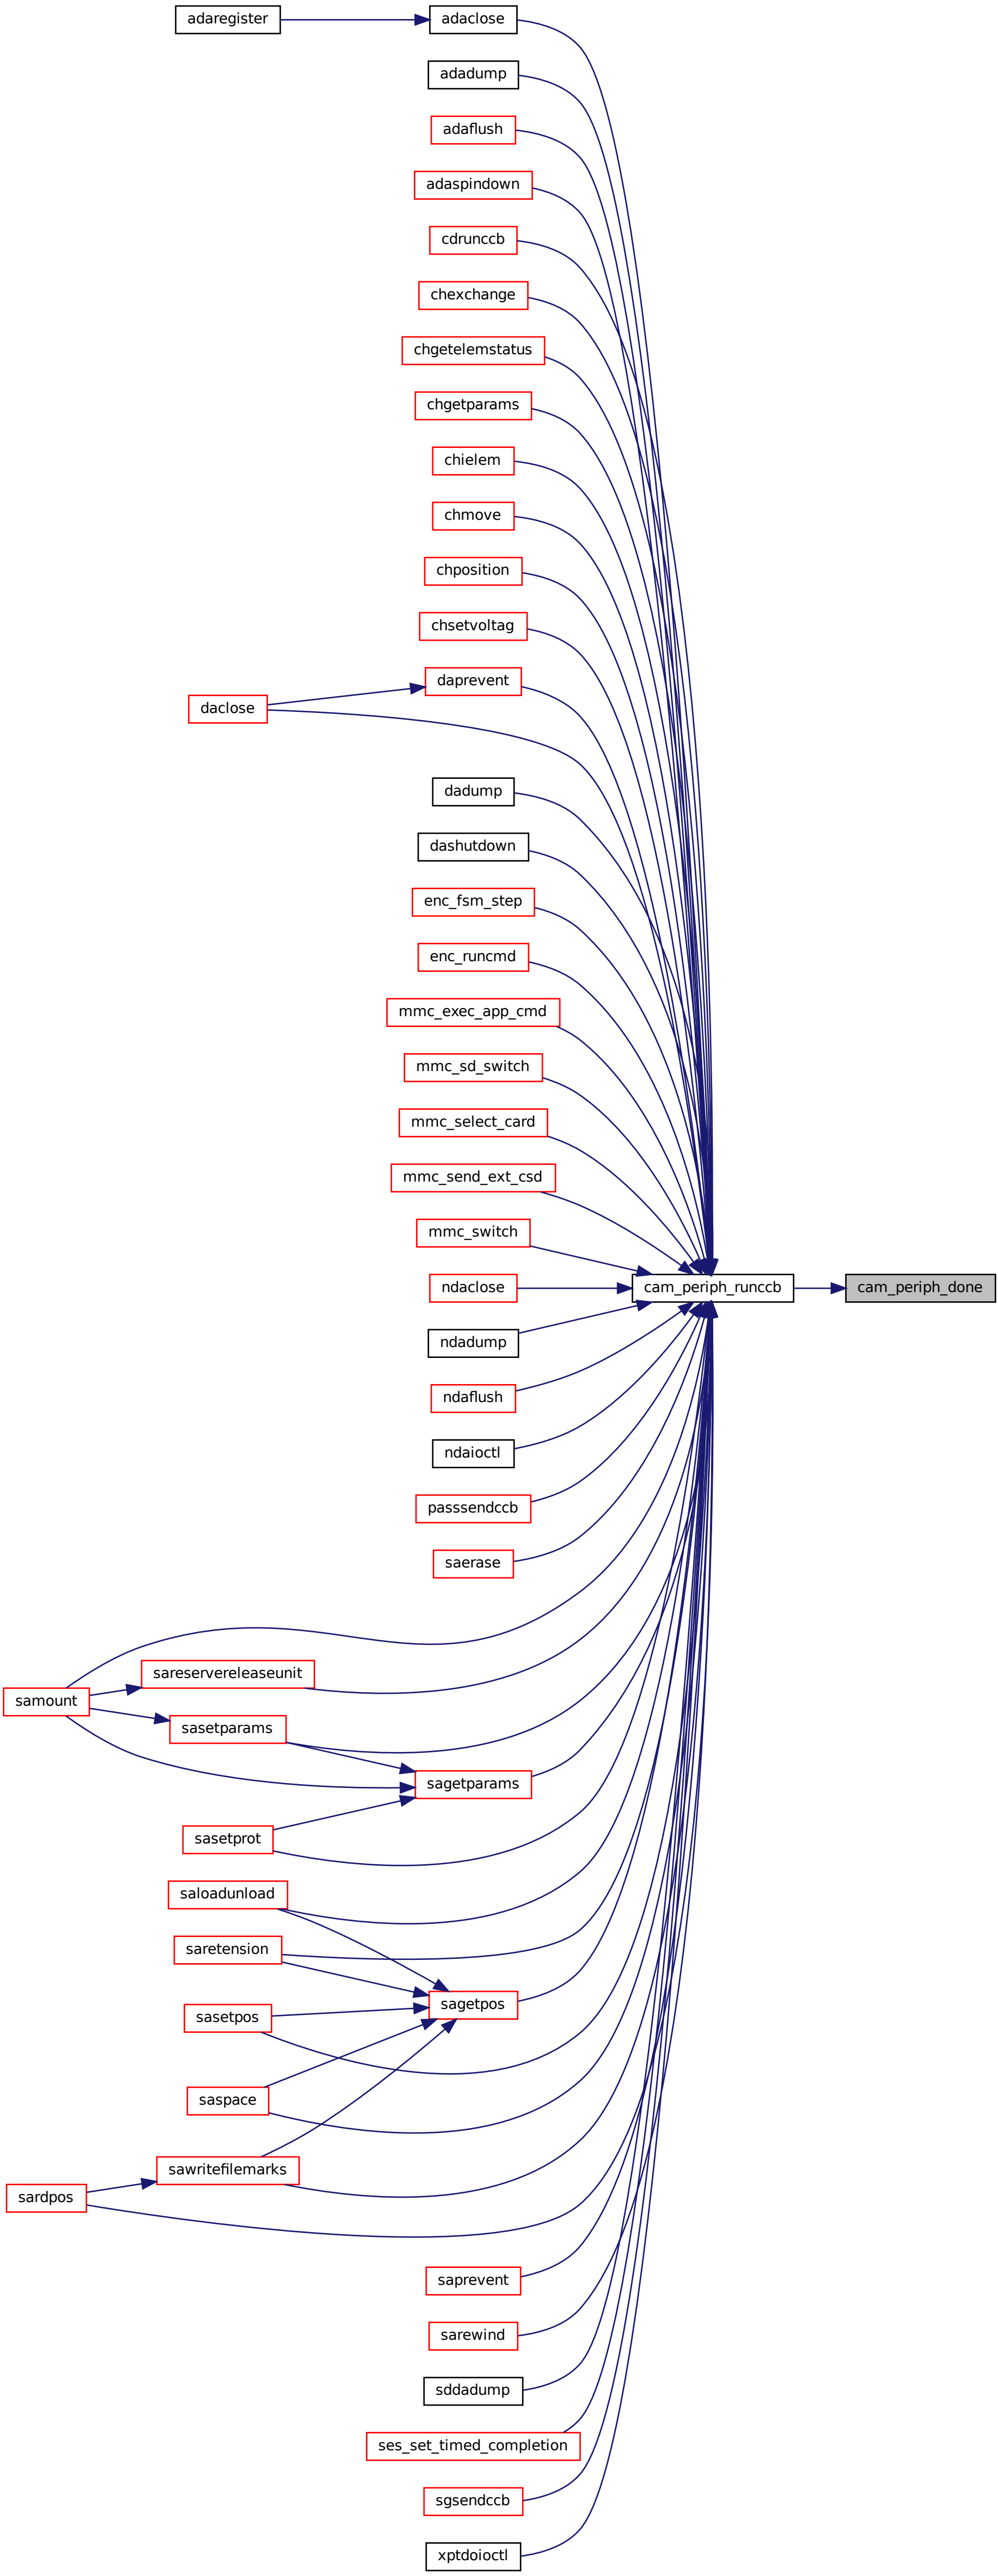 adaregister
adaclose
adadump
adaflush
adaspindown
cdrunccb
chexchange
chgetelemstatus
chgetparams
chielem
chmove
chposition
chsetvoltag
daprevent
daclose
dadump
dashutdown
enc_fsm_step
enc_runcmd
mmc_exec_app_cmd
mmc_sd_switch
mmc_select_card
mmc_send_ext_csd
mmc_switch
ndaclose
cam_periph_runccb
cam_periph_done
ndadump
ndaflush
ndaioctl
passsendccb
saerase
sareservereleaseunit
samount
sasetparams
sagetparams
sasetprot
saloadunload
saretension
sagetpos
sasetpos
saspace
sawritefilemarks
sardpos
saprevent
sarewind
sddadump
ses_set_timed_completion
sgsendccb
xptdoioctl